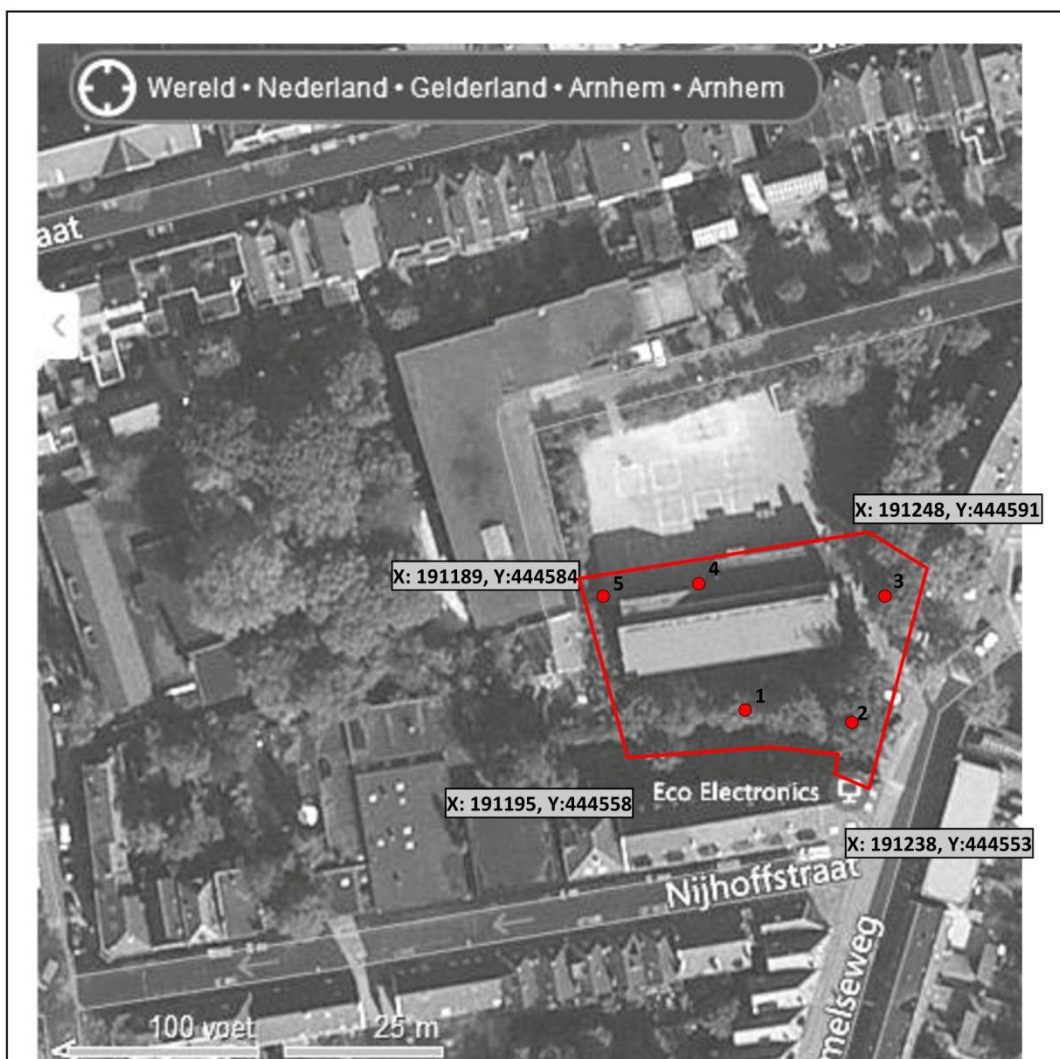 Wereld • Nederland • Gelderland • Arnhem • Arnhem
aat
X: 191248, Y:444591
X: 191189, Y:444584
5
4
3
1
2
Eco Electronics
X: 191195, Y:444558
X: 191238, Y:444553
Nijhoffstraat
melseweg
100 voet
25 m